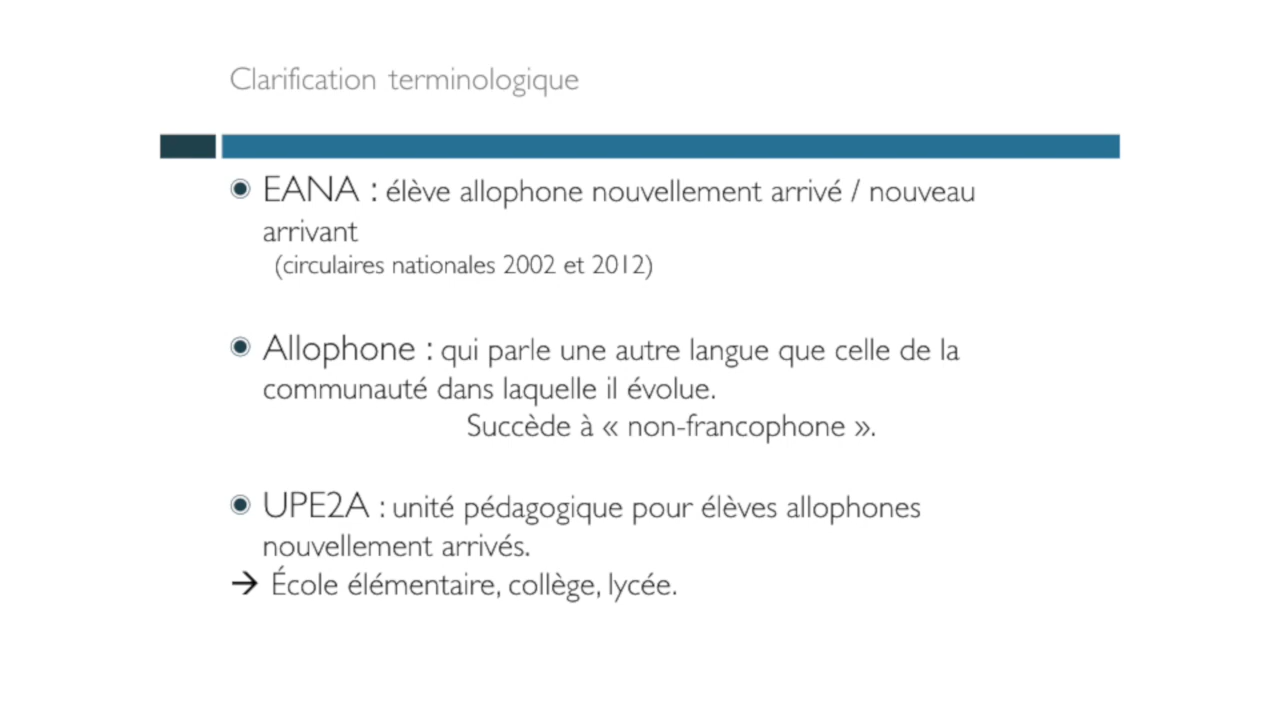 Clarification terminologique
EANA : élève allophone nouvellement arrivé / nouveau
arrivant
(circulaires nationales 2002 et 2012)
Allophone : qui parle une autre langue que celle de la
communauté dans laquelle il évolue.
Succède à « non-francophone ».
UPE2A : unité pédagogique pour élèves allophones
nouvellement arrivés.
→ École élémentaire, collège, lycée.